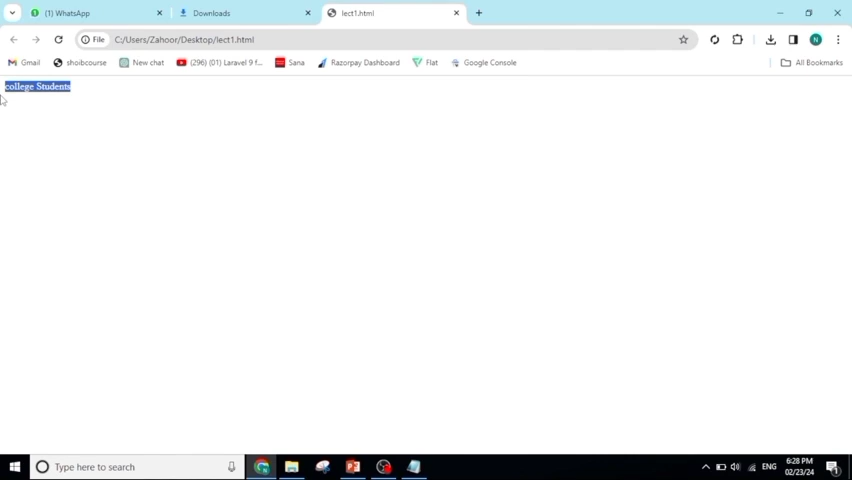 (1) WhatsApp
Downloads
lect1.html
File
C:/Users/Zahoor/Desktop/lect1.html
Gmail
shoibcourse
New chat
(296) (01) Laravel 9 f...
Sana
Razorpay Dashboard
Flat
Google Console
All Bookmarks
college Students
Type here to search
ENG
6:28 PM
02/23/24